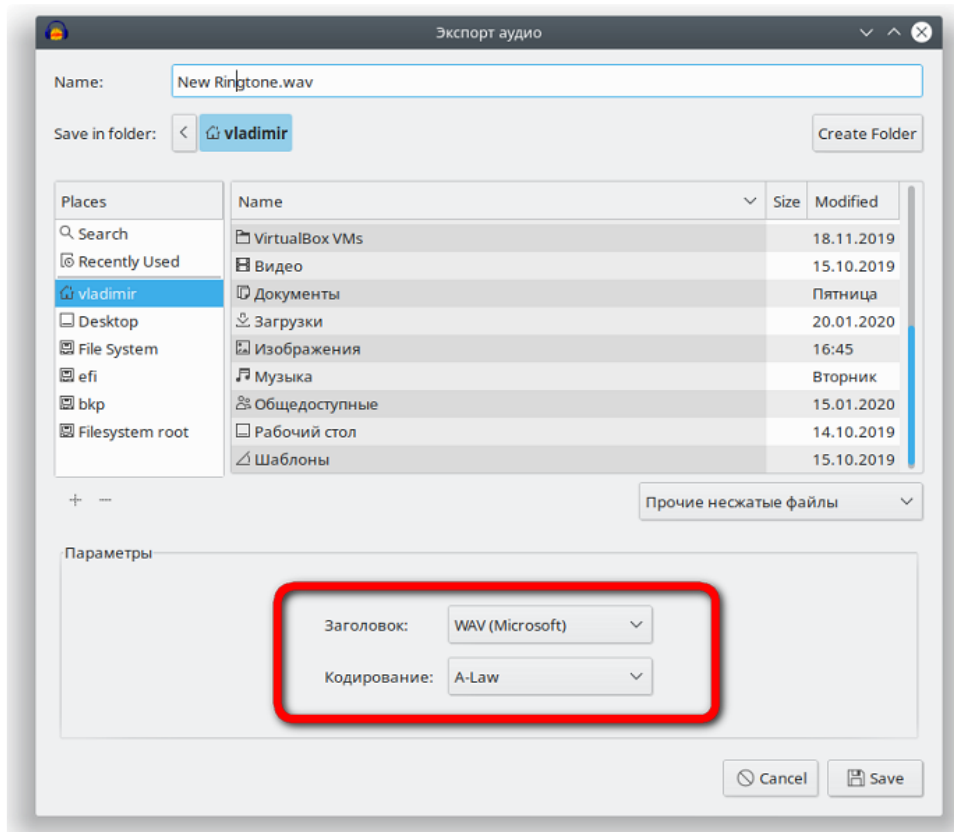 Экспорт аудио
Name: New Ringtone.wav
Save in folder: vladimir Create Folder
Places Name Size Modified
Search
Recently Used
vladimir
Desktop
File System
efi
bkp
Filesystem root
VirtualBox VMs 18.11.2019
Видео 15.10.2019
Документы Пятница
Загрузки 20.01.2020
Изображения 16:45
Музыка Вторник
Общедоступные 15.01.2020
Рабочий стол 14.10.2019
Шаблоны 15.10.2019
Прочие несжатые файлы
Параметры
Заголовок: WAV (Microsoft)
Кодирование: A-Law
Cancel Save